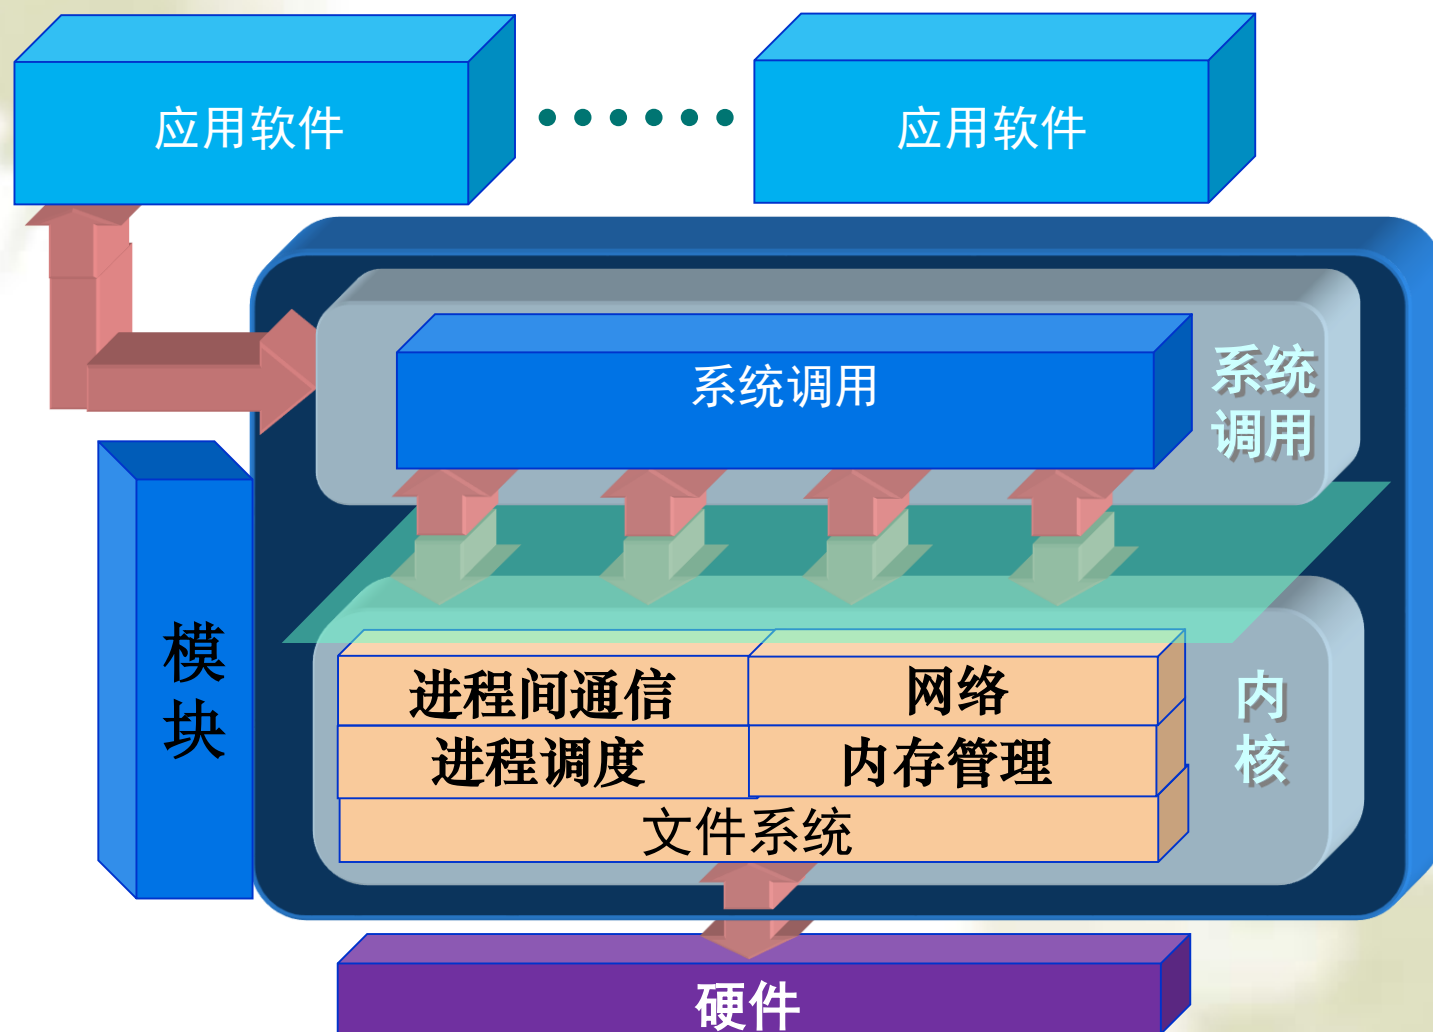 应用软件
应用软件
系统调用
系统
调用
模
块
进程间通信
网络
进程调度
内存管理
文件系统
内
核
硬件